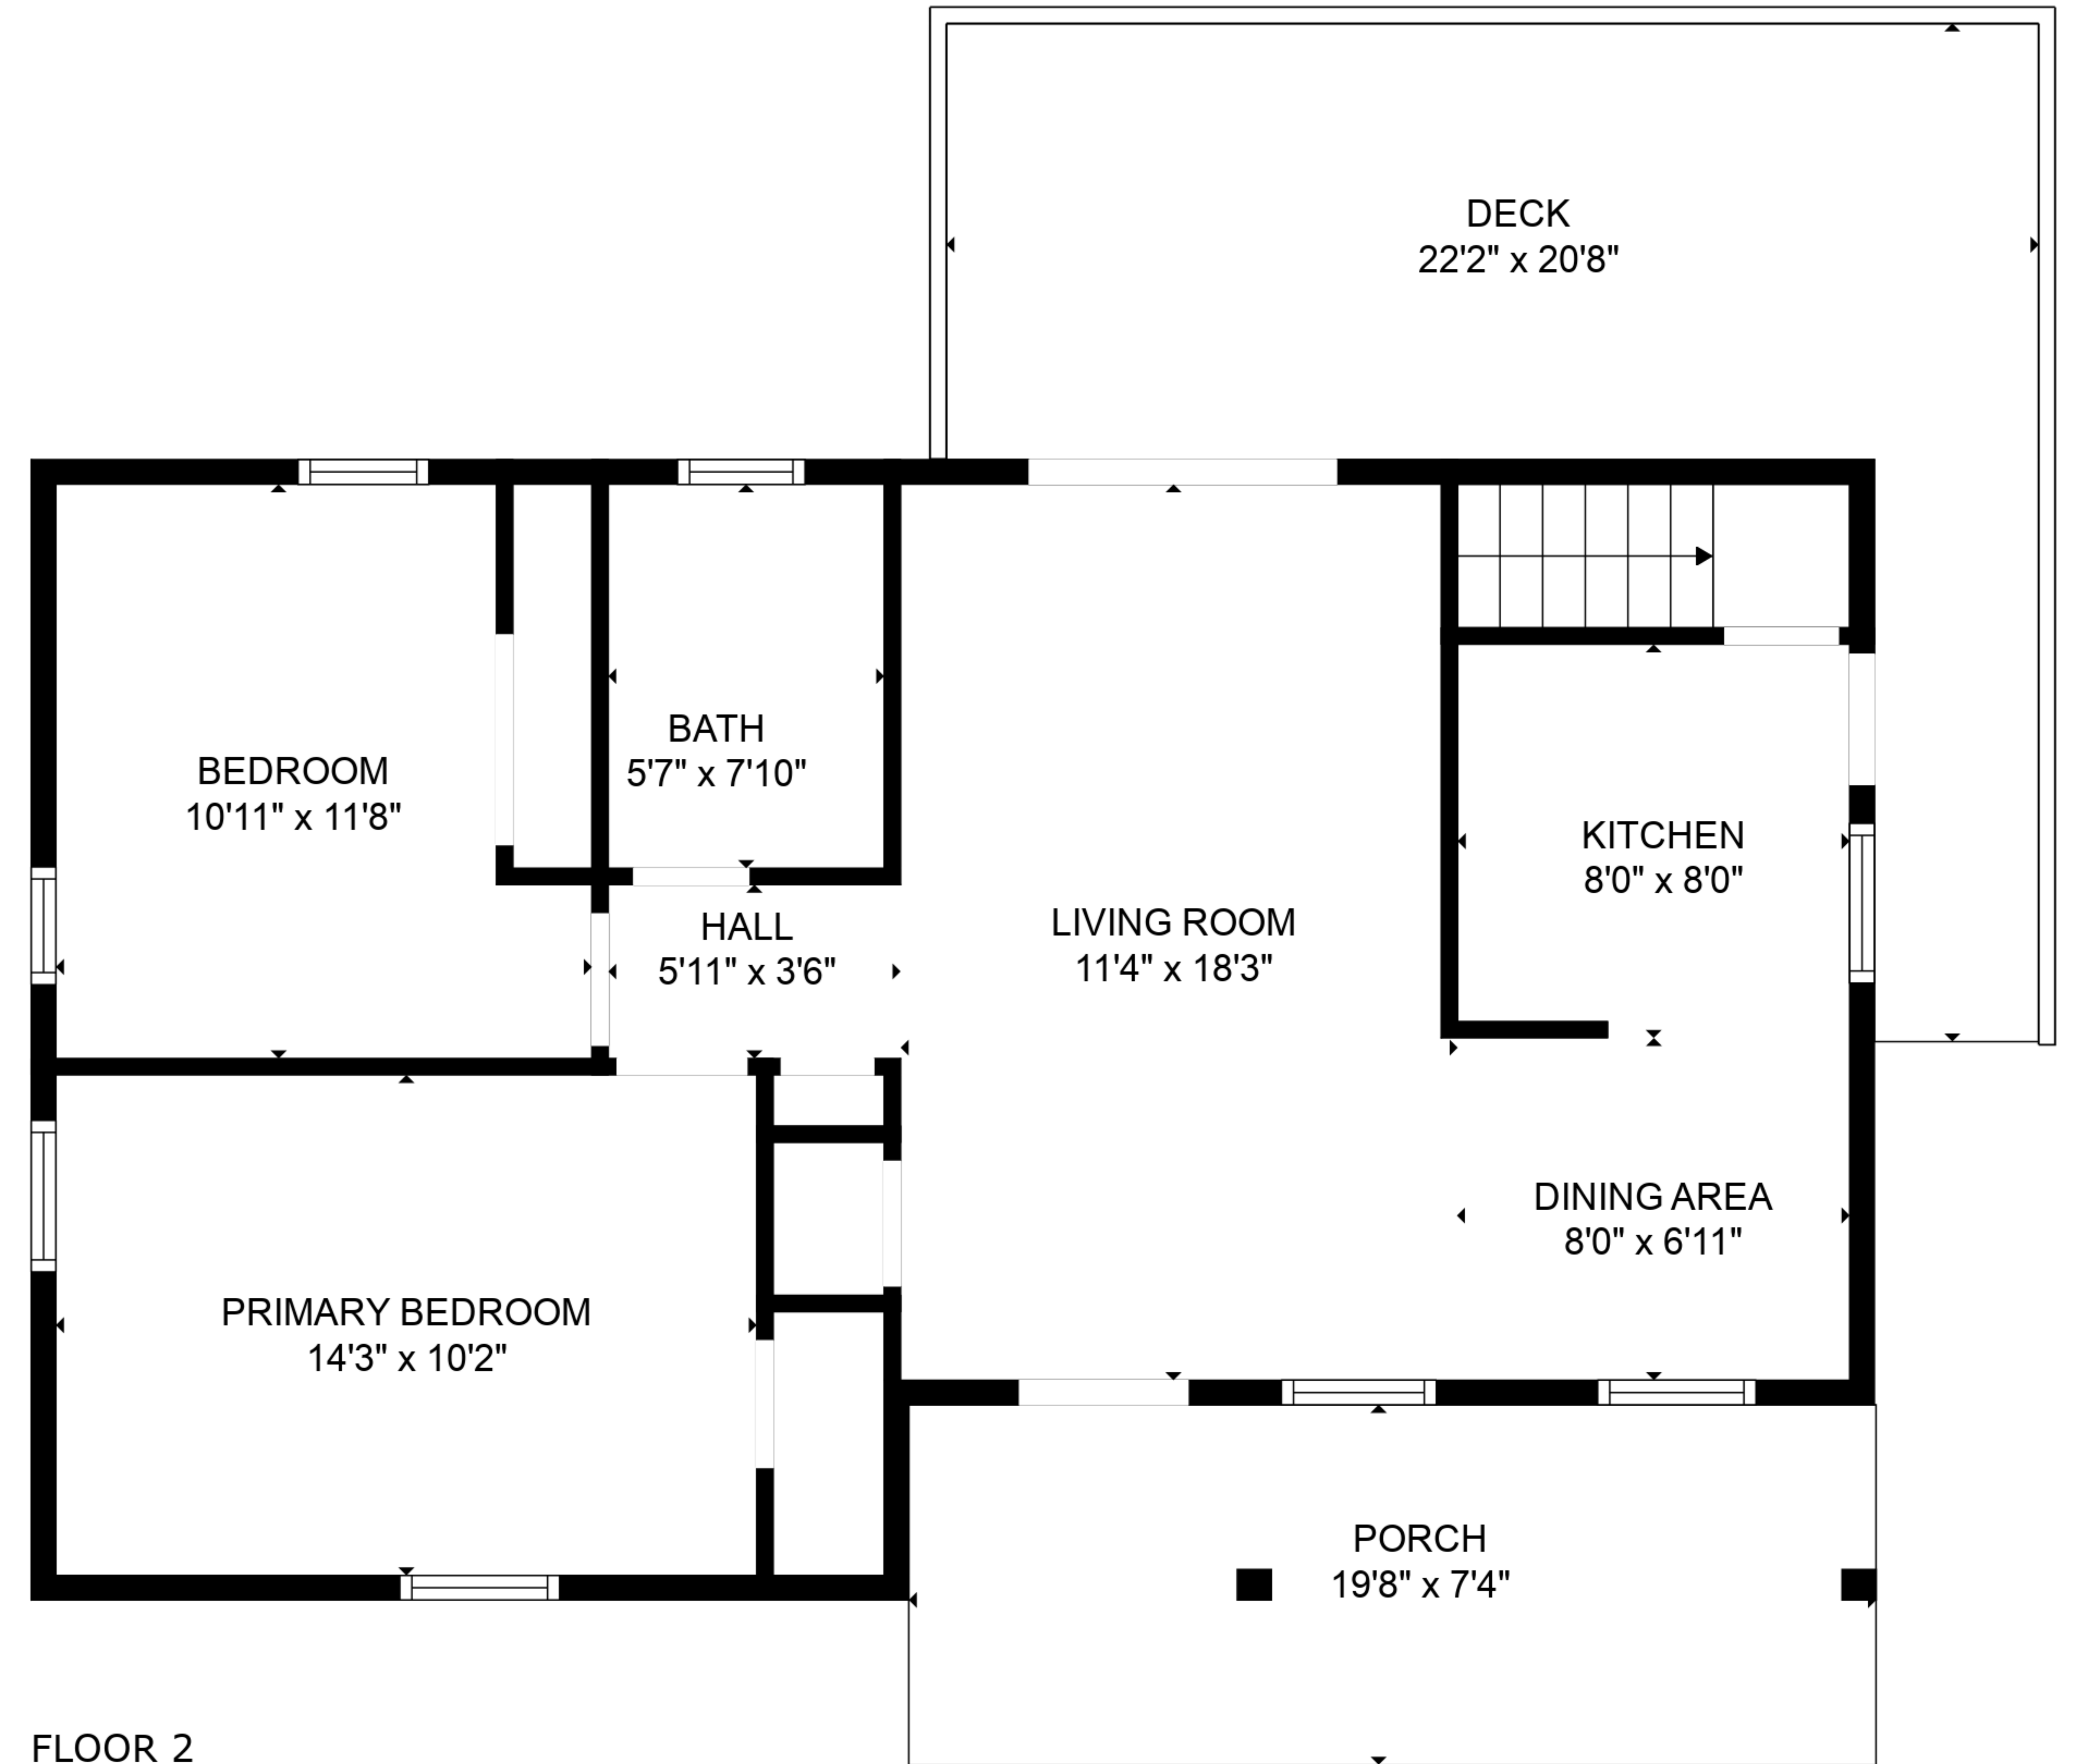 DECK
22'2" x 20'8"
BEDROOM
10'11" x 11'8"
BATH
5'7" x 7'10"
KITCHEN
8'0" x 8'0"
HALL
5'11" x 3'6"
LIVING ROOM
11'4" x 18'3"
DINING AREA
8'0" x 6'11"
PRIMARY BEDROOM
14'3" x 10'2"
PORCH
19'8" x 7'4"
FLOOR 2